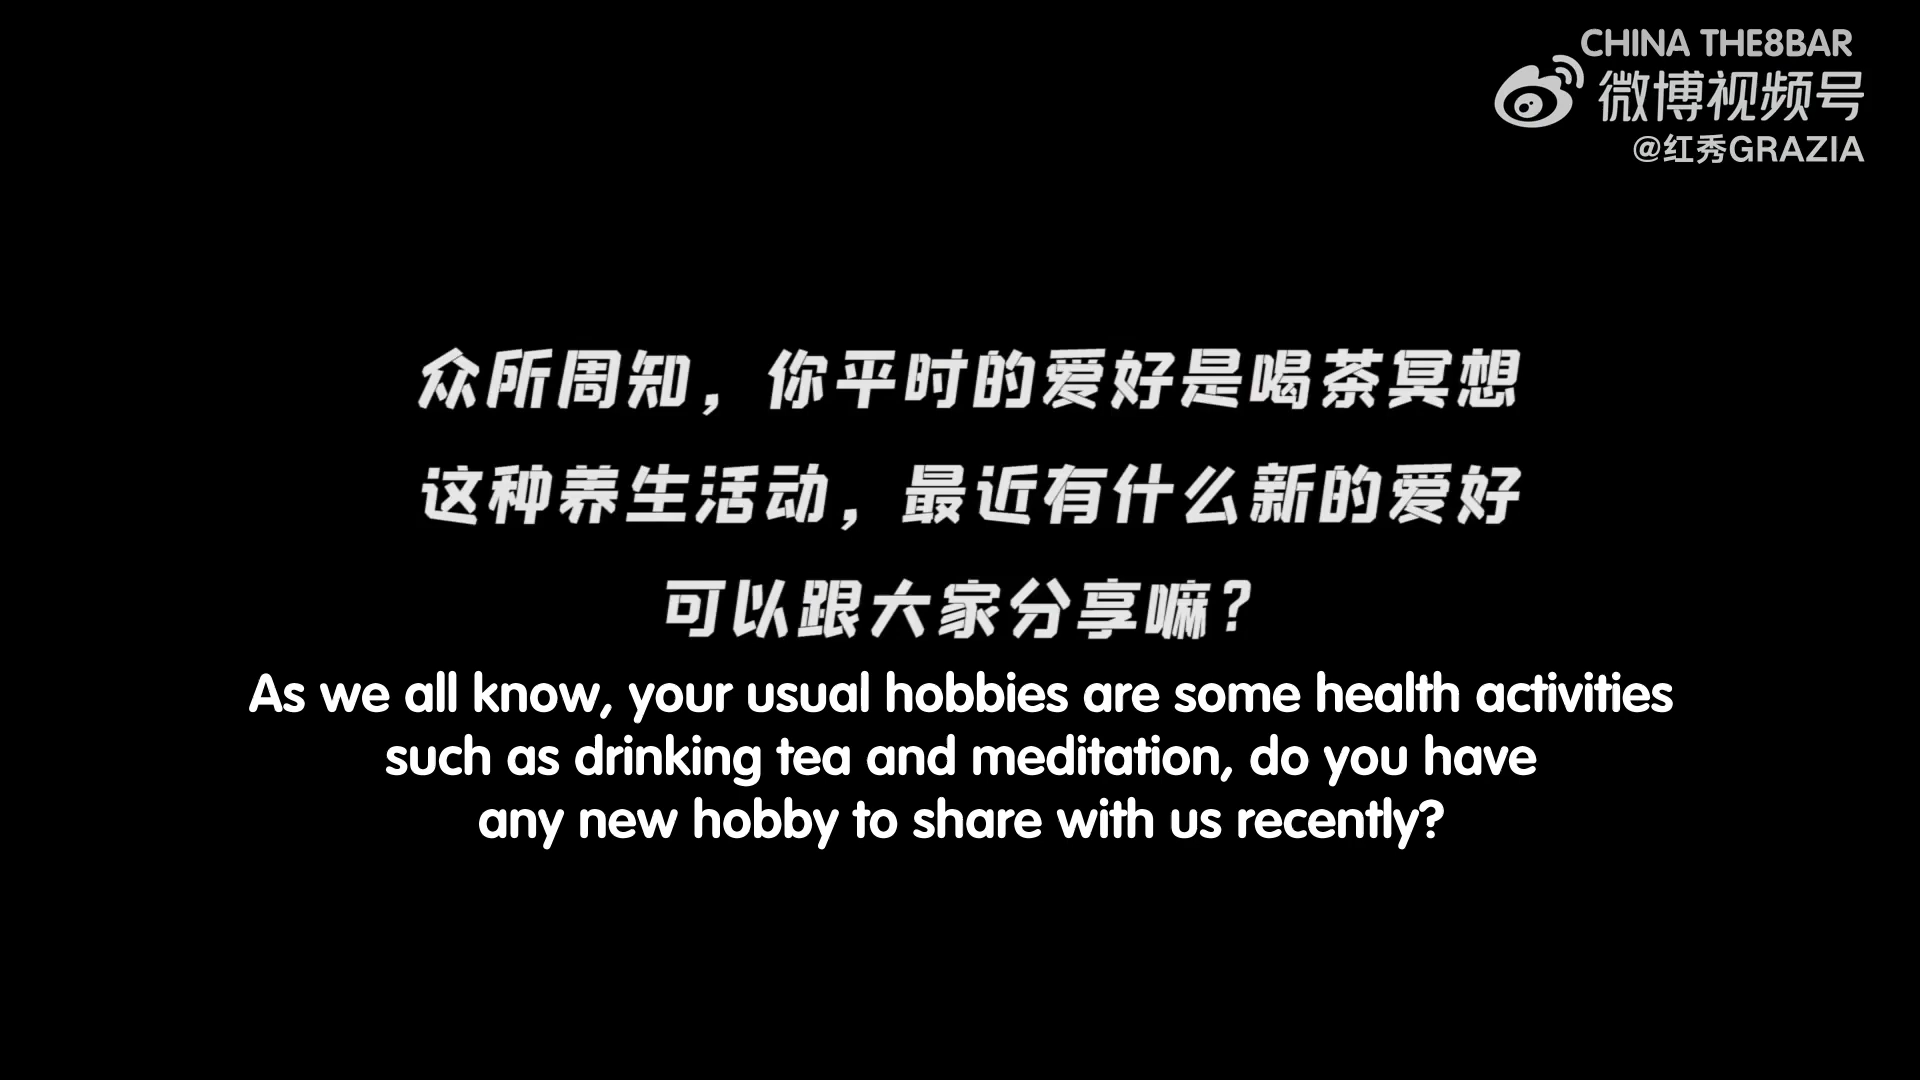 CHINA THE8BAR
微博视频号
@红秀GRAZIA
众所周知，你平时的爱好是喝茶冥想
这种养生活动，最近有什么新的爱好
可以跟大家分享嘛？
As we all know, your usual hobbies are some health activities
such as drinking tea and meditation, do you have
any new hobby to share with us recently?